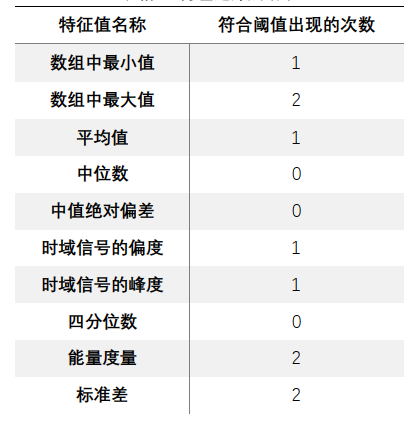 特征值名称 符合阈值出现的次数
数组中最小值 1
数组中最大值 2
平均值 1
中位数 0
中值绝对偏差 0
时域信号的偏度 1
时域信号的峰度 1
四分位数 0
能量度量 2
标准差 2